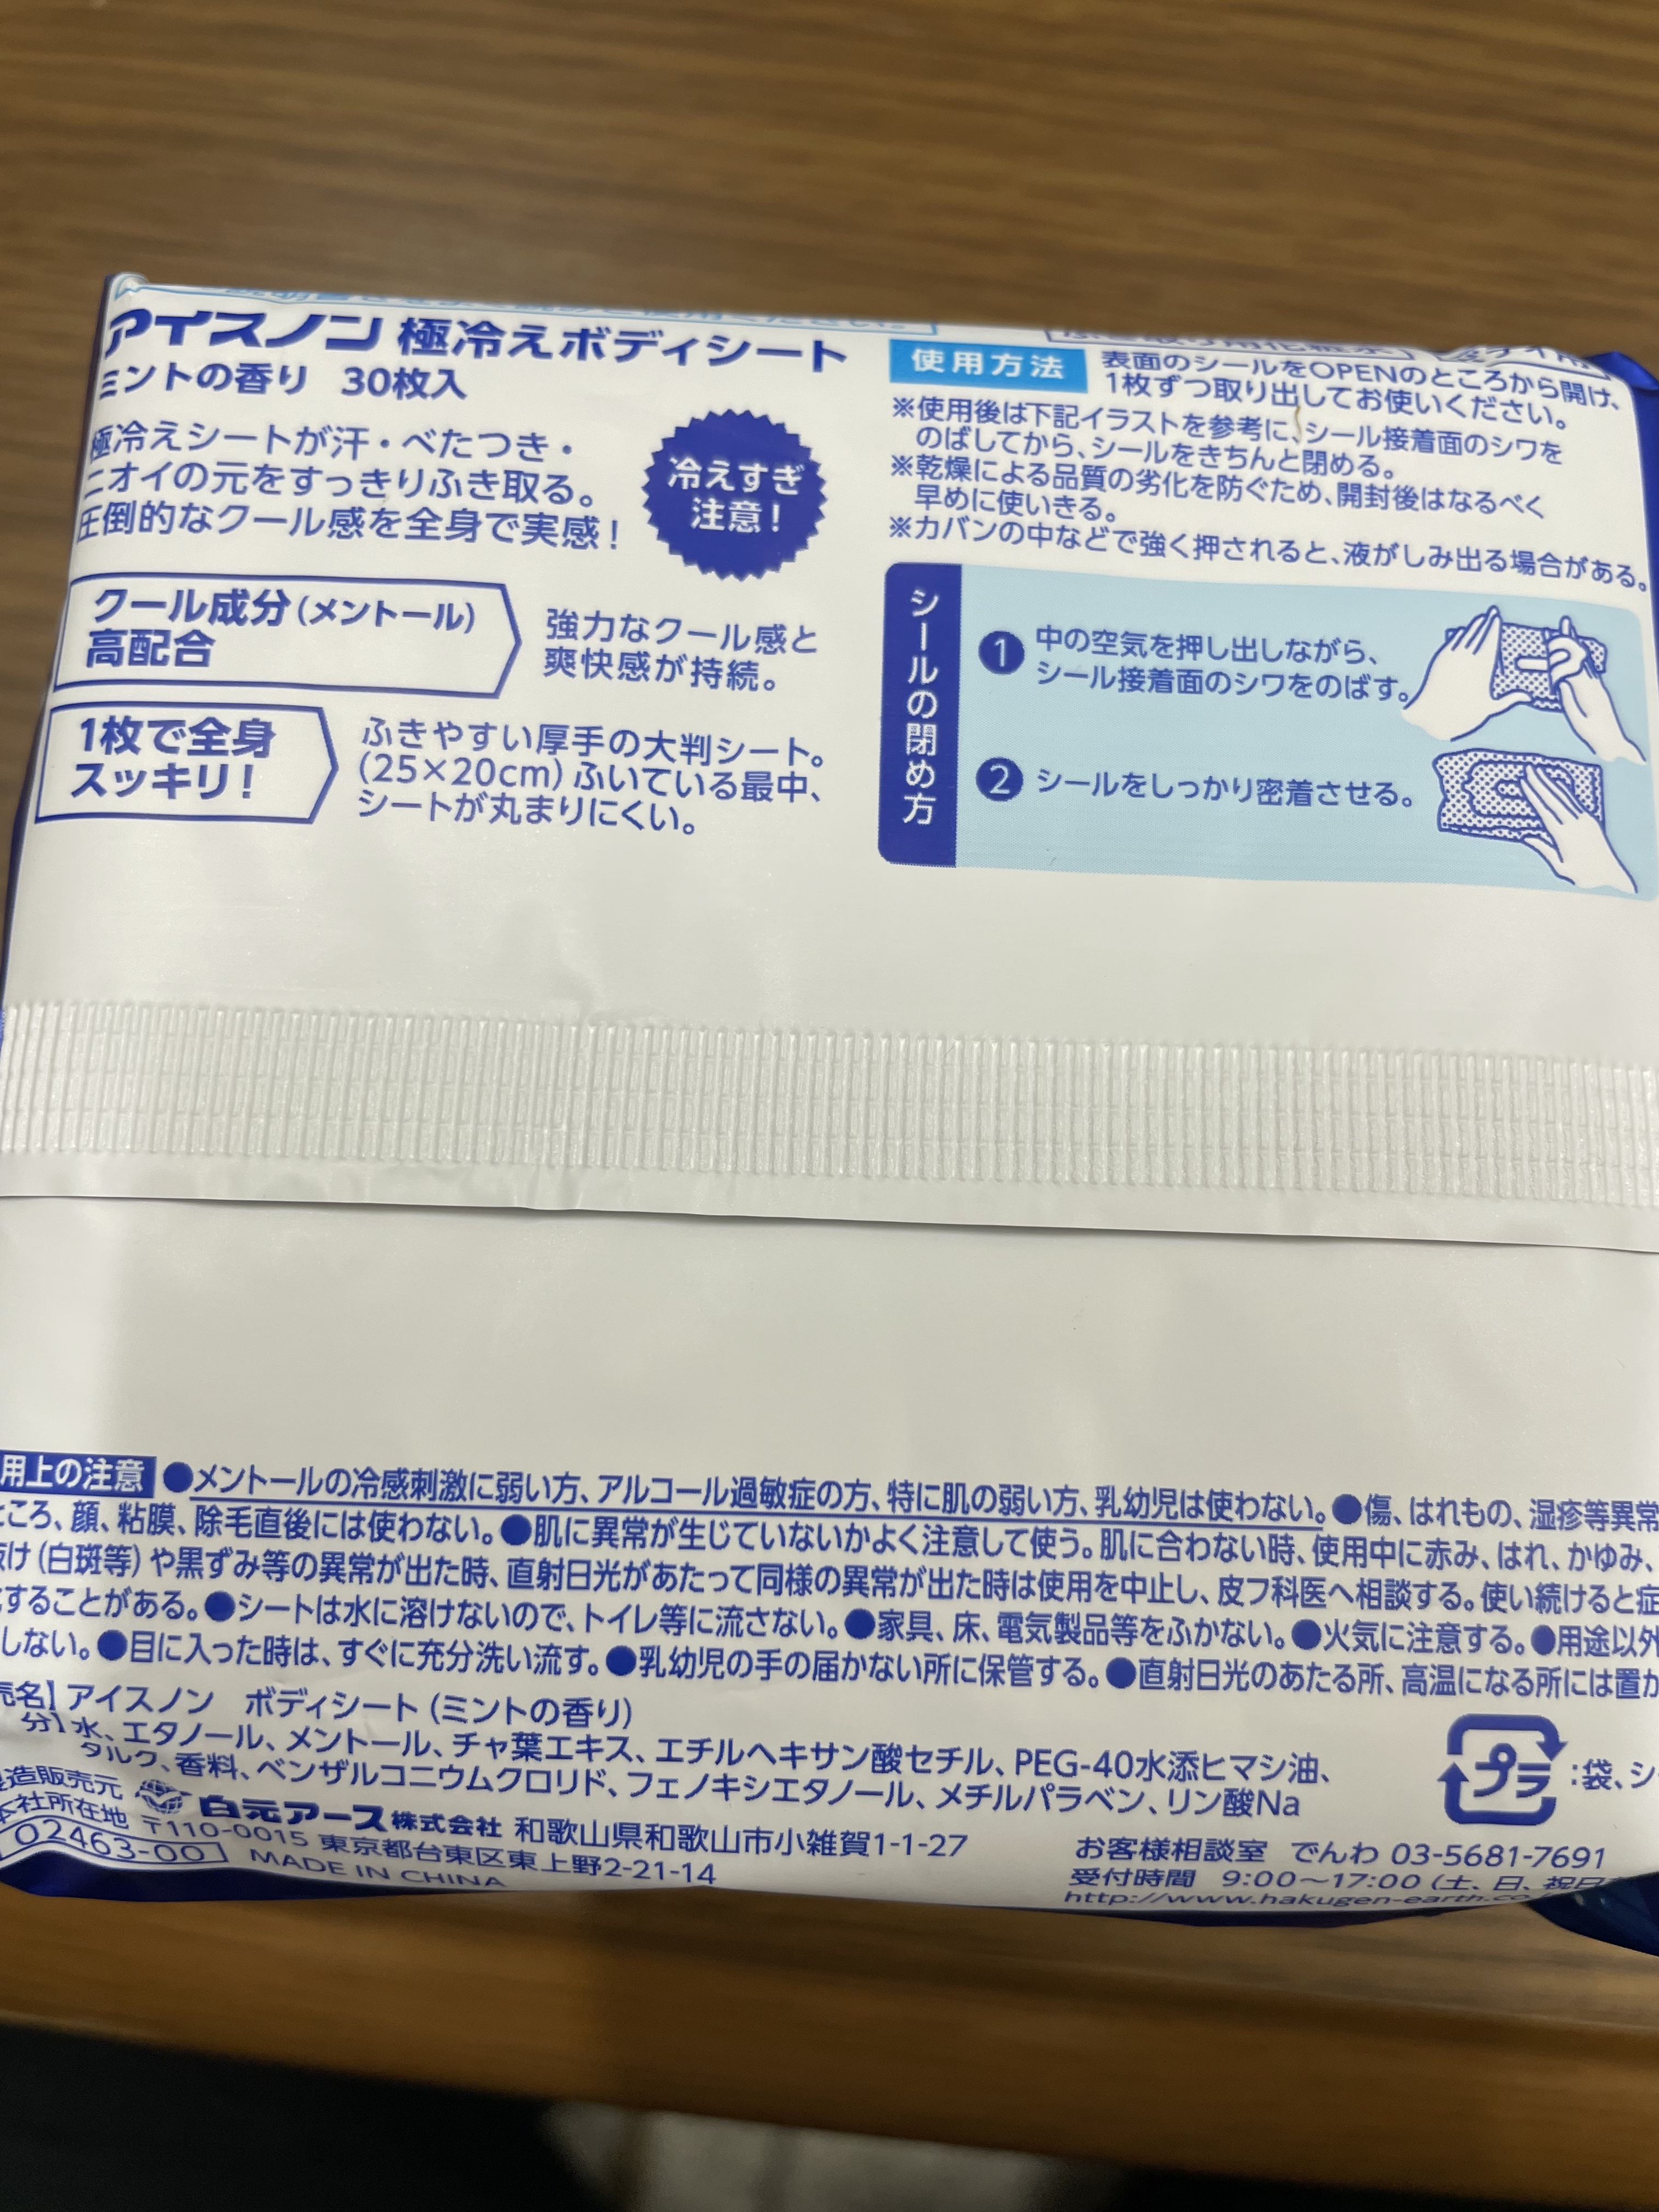 アイスノン 極冷えボディシート
ミントの香り 30枚入
極冷えシートが汗・べたつき・
ニオイの元をすっきりふき取る。
圧倒的なクール感を全身で実感!
冷えすぎ
注意!
クール成分(メントール)
高配合
強力なクール感と
爽快感が持続。
1枚で全身
スッキリ!
ふきやすい厚手の大判シート。
(25×20cm)ふいている最中、
シートが丸まりにくい。
使用方法
表面のシールをOPENのところから開け、
1枚ずつ取り出してお使いください。
※使用後は下記イラストを参考に、シール接着面のシワを
のばしてから、シールをきちんと閉める。
※乾燥による品質の劣化を防ぐため、開封後はなるべく
早めに使いきる。
※カバンの中などで強く押されると、液がしみ出る場合がある。
シールの閉め方
1 中の空気を押し出しながら、
シール接着面のシワをのばす。
2 シールをしっかり密着させる。
用上の注意 ●メントールの冷感刺激に弱い方、アルコール過敏症の方、特に肌の弱い方、乳幼児は使わない。●傷、はれもの、湿疹等異常
ところ、顔、粘膜、除毛直後には使わない。●肌に異常が生じていないかよく注意して使う。肌に合わない時、使用中に赤み、はれ、かゆみ、
抜け(白斑等)や黒ずみ等の異常が出た時、直射日光があたって同様の異常が出た時は使用を中止し、皮フ科医へ相談する。使い続けると症
することがある。●シートは水に溶けないので、トイレ等に流さない。●家具、床、電気製品等をふかない。●火気に注意する。●用途以外
しない。●目に入った時は、すぐに充分洗い流す。●乳幼児の手の届かない所に保管する。●直射日光のあたる所、高温になる所には置か
売名】アイスノン ボディシート(ミントの香り)
分】水、エタノール、メントール、チャ葉エキス、エチルヘキサン酸セチル、PEG-40水添ヒマシ油、
タルク、香料、ベンザルコニウムクロリド、フェノキシエタノール、メチルパラベン、リン酸Na
プラ :袋、シ
製造販売元 白元アース株式会社 和歌山県和歌山市小雑賀1-1-27
本社所在地 〒110-0015 東京都台東区東上野2-21-14
02463-00 MADE IN CHINA
お客様相談室 でんわ 03-5681-7691
受付時間 9:00〜17:00(土、日、祝日
http://www.hakugen-earth.co